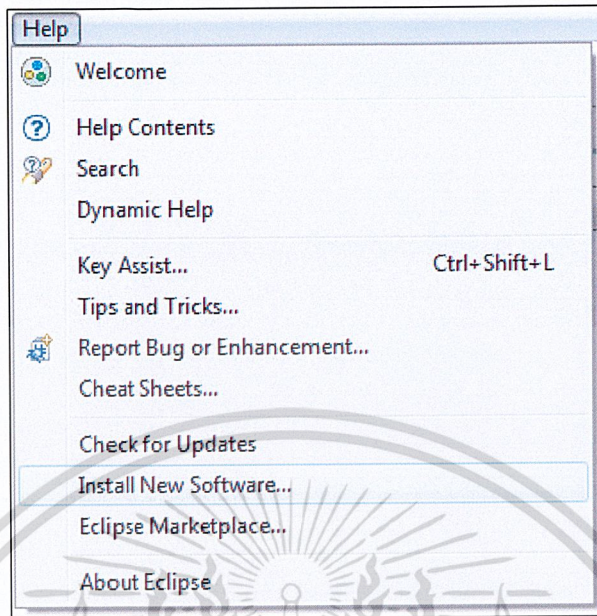 Help
Welcome
Help Contents
Search
Dynamic Help
Key Assist... Ctrl+Shift+L
Tips and Tricks...
Report Bug or Enhancement...
Cheat Sheets...
Check for Updates
Install New Software...
Eclipse Marketplace...
About Eclipse